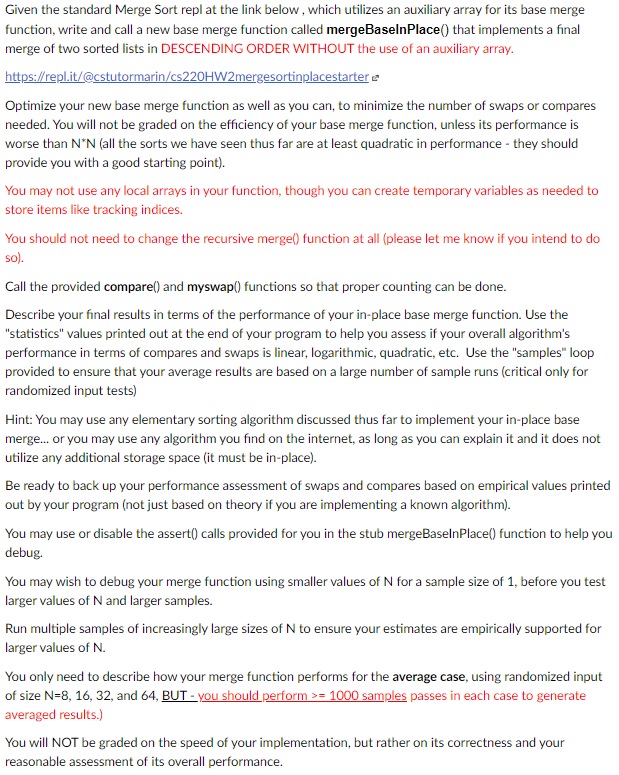 Given the standard Merge Sort repl at the link below , which utilizes an auxiliary array for its base merge
function, write and call a new base merge function called mergeBaseInPlace() that implements a final
merge of two sorted lists in DESCENDING ORDER WITHOUT the use of an auxiliary array.
https://repl.it/@cstutormarin/cs220HW2mergesortinplacestarter
Optimize your new base merge function as well as you can, to minimize the number of swaps or compares
needed. You will not be graded on the efficiency of your base merge function, unless its performance is
worse than N*N (all the sorts we have seen thus far are at least quadratic in performance - they should
provide you with a good starting point).
You may not use any local arrays in your function, though you can create temporary variables as needed to
store items like tracking indices.
You should not need to change the recursive merge() function at all (please let me know if you intend to do
so).
Call the provided compare() and myswap() functions so that proper counting can be done.
Describe your final results in terms of the performance of your in-place base merge function. Use the
"statistics" values printed out at the end of your program to help you assess if your overall algorithm's
performance in terms of compares and swaps is linear, logarithmic, quadratic, etc. Use the "samples" loop
provided to ensure that your average results are based on a large number of sample runs (critical only for
randomized input tests)
Hint: You may use any elementary sorting algorithm discussed thus far to implement your in-place base
merge... or you may use any algorithm you find on the internet, as long as you can explain it and it does not
utilize any additional storage space (it must be in-place).
Be ready to back up your performance assessment of swaps and compares based on empirical values printed
out by your program (not just based on theory if you are implementing a known algorithm).
You may use or disable the assert() calls provided for you in the stub mergeBaseInPlace() function to help you
debug.
You may wish to debug your merge function using smaller values of N for a sample size of 1, before you test
larger values of N and larger samples.
Run multiple samples of increasingly large sizes of N to ensure your estimates are empirically supported for
larger values of N.
You only need to describe how your merge function performs for the average case, using randomized input
of size N=8, 16, 32, and 64, BUT - you should perform >= 1000 samples passes in each case to generate
averaged results.)
You will NOT be graded on the speed of your implementation, but rather on its correctness and your
reasonable assessment of its overall performance.